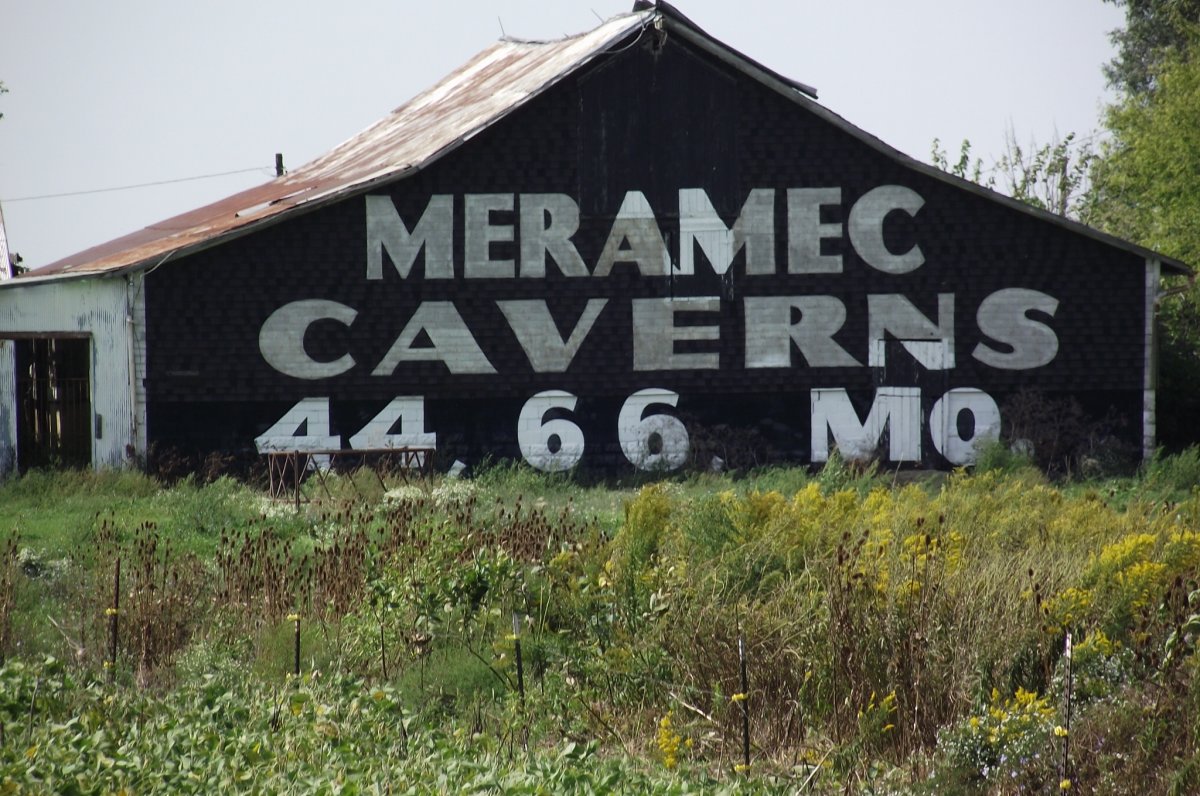 MERAMEC
CAVERNS
44, 66, Mo.